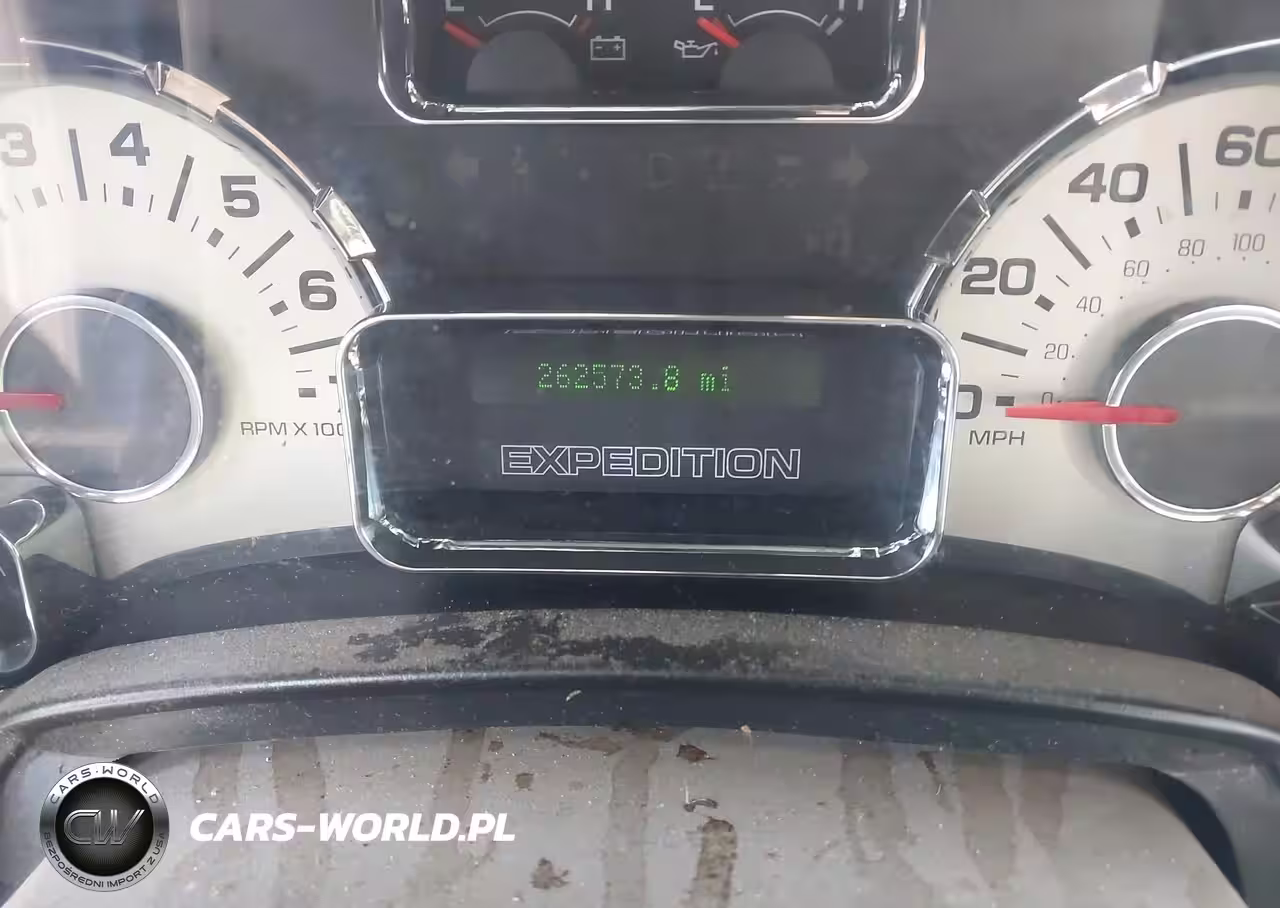 3
4
5
6
RPM X 100
262573.8 mi
EXPEDITION
60
40
20
0
100
80
60
40
20
0
MPH
CARS-WORLD
CW
BEZPOŚREDNI IMPORT Z USA
CARS-WORLD.PL